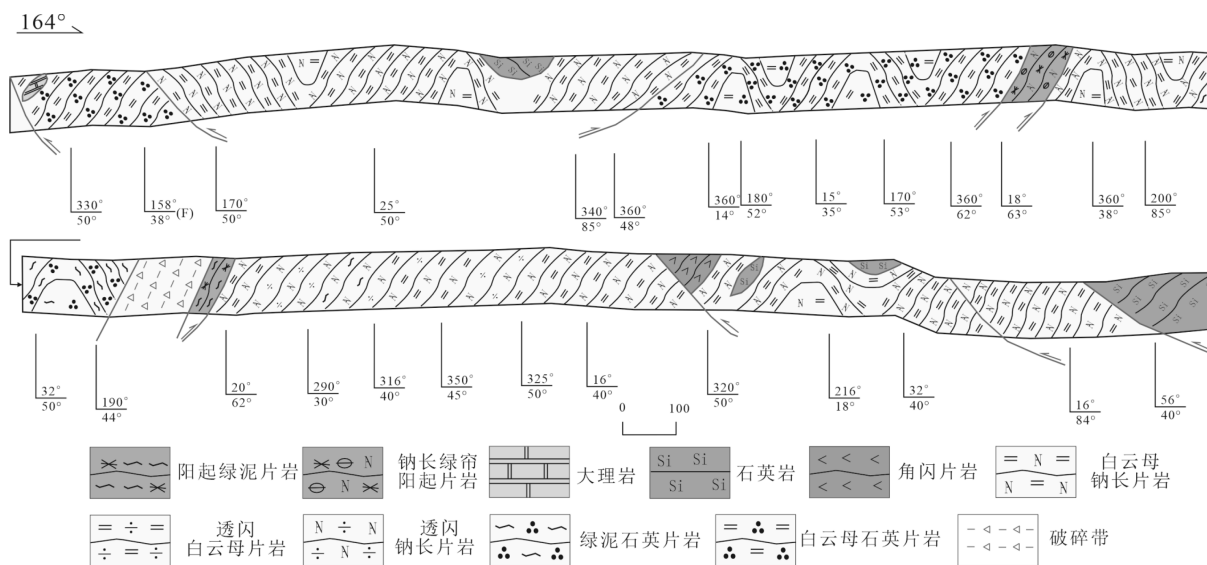 164°
330° 158° 170° 25° 340° 360° 360° 180° 15° 170° 360° 18° 360° 200°
50° 38° (F) 50° 50° 85° 48° 14° 52° 35° 53° 62° 63° 38° 85°
32° 190° 20° 290° 316° 350° 325° 16° 320° 216° 32° 16° 56°
50° 44° 62° 30° 40° 45° 50° 40° 50° 18° 40° 84° 40°
0 100
阳起绿泥片岩 钠长绿帘 大理岩 Si Si 石英岩 角闪片岩 白云母
阳起片岩 Si Si 钠长片岩
透闪 透闪 绿泥石英片岩 白云母石英片岩 破碎带
白云母片岩 钠长片岩